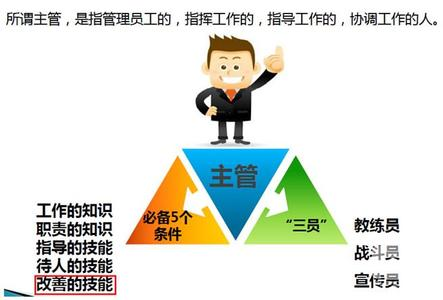 所谓主管，是指管理员工的，指挥工作的，指导工作的，协调工作的人。
主管
必备5个
条件
“三员”
工作的知识
职责的知识
指导的技能
待人的技能
改善的技能
教练员
战斗员
宣传员